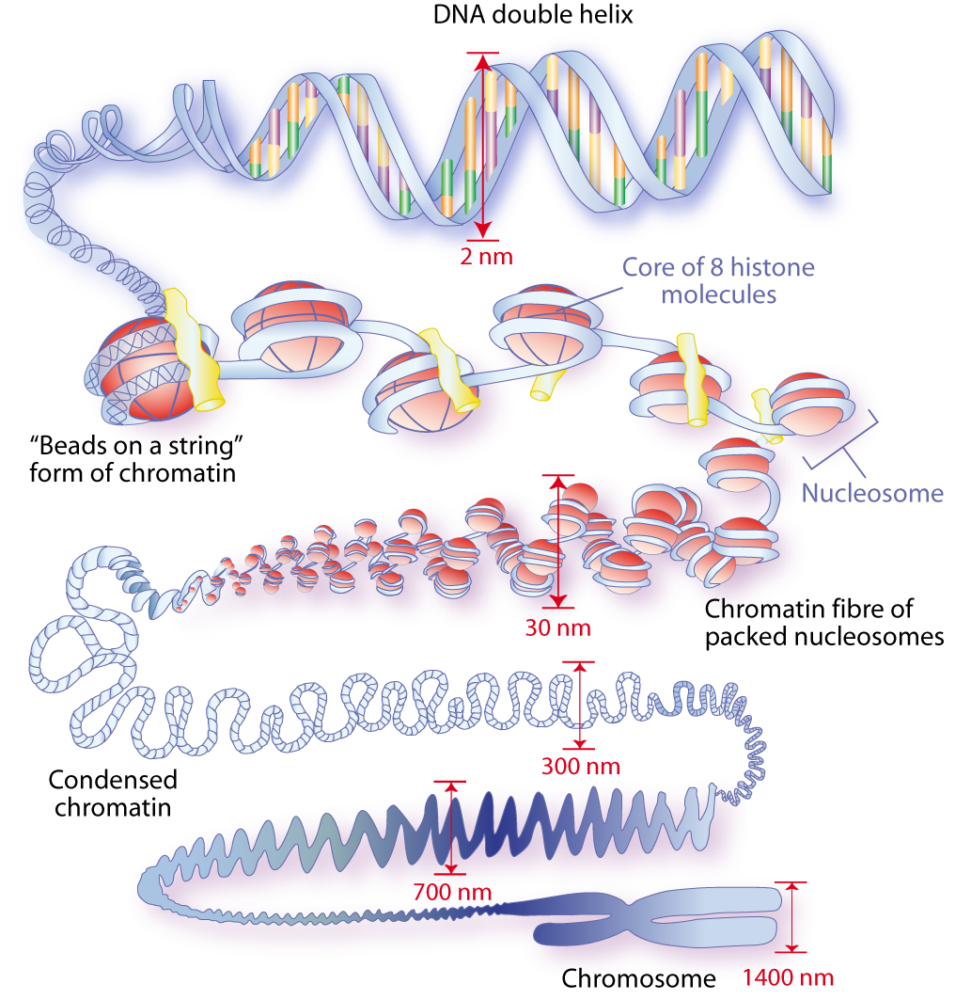 DNA double helix
2 nm
Core of 8 histone
molecules
“Beads on a string”
form of chromatin
Nucleosome
30 nm
Chromatin fibre of
packed nucleosomes
300 nm
Condensed
chromatin
700 nm
Chromosome
1400 nm